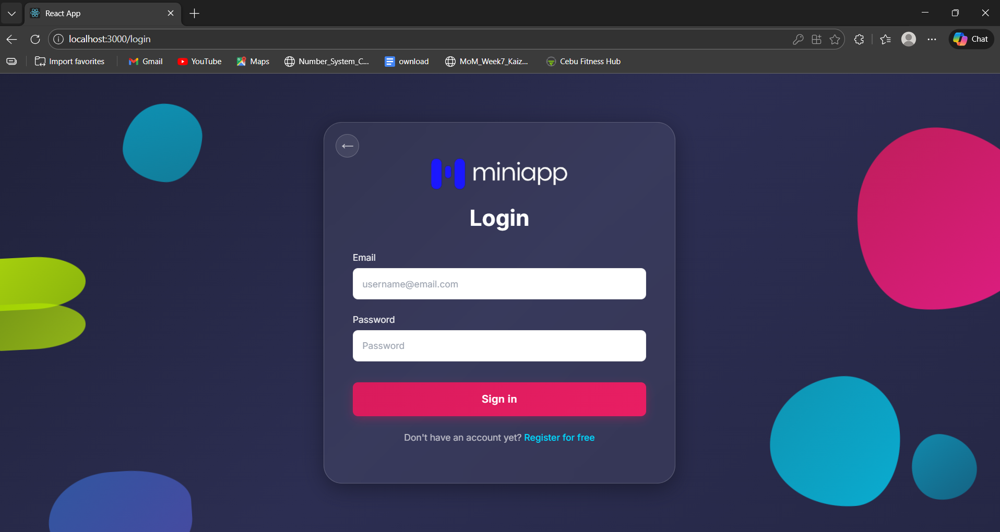 React App
localhost:3000/login
Chat
Import favorites
Gmail
YouTube
Maps
Number_System_C...
ownload
MoM_Week7_Kaiz...
Cebu Fitness Hub
miniapp
Login
Email
username@email.com
Password
Password
Sign in
Don't have an account yet? Register for free